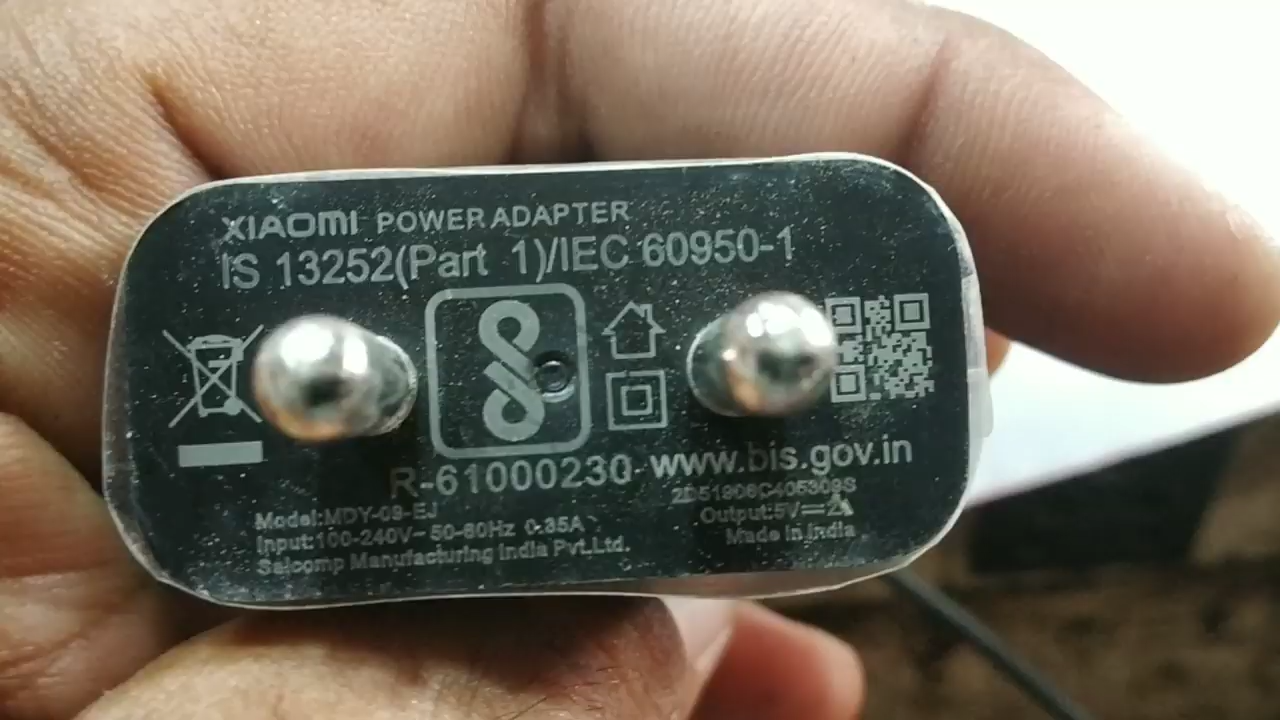 XIAOMI POWER ADAPTER
IS 13252(Part 1)/IEC 60950-1
R-61000230 www.bis.gov.in
Model:MDY-09-EJ
Input:100-240V~ 50-60Hz 0.35A
Salcomp Manufacturing India Pvt.Ltd.
Output:5V⎓2A
Made in India